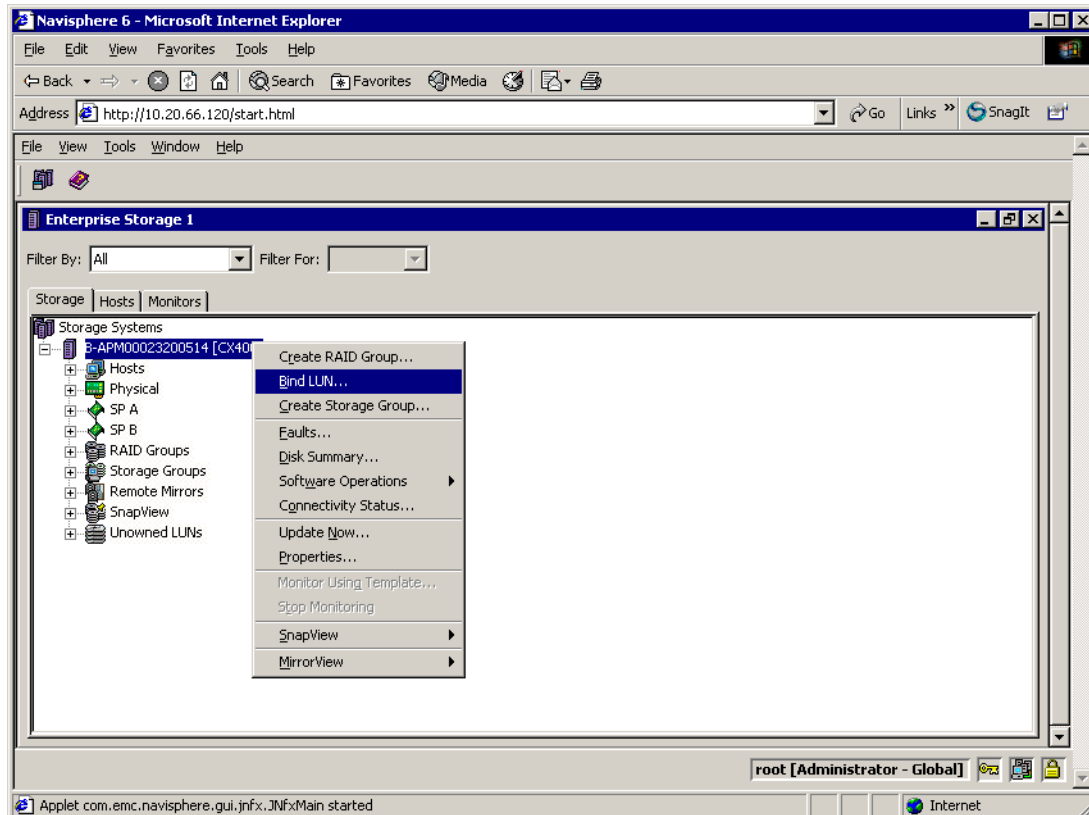 Navisphere 6 - Microsoft Internet Explorer
File Edit View Favorites Tools Help
Back Search Favorites Media
Address http://10.20.66.120/start.html Go Links » SnagIt
File View Tools Window Help
Enterprise Storage 1
Filter By: All Filter For:
Storage Hosts Monitors
Storage Systems
B-APM00023200514 [CX40
Hosts
Physical
SP A
SP B
RAID Groups
Storage Groups
Remote Mirrors
SnapView
Unowned LUNs
Create RAID Group...
Bind LUN...
Create Storage Group...
Faults...
Disk Summary...
Software Operations
Connectivity Status...
Update Now...
Properties...
Monitor Using Template...
Stop Monitoring
SnapView
MirrorView
root [Administrator - Global]
Applet com.emc.navisphere.gui.jnfx.JNfxMain started Internet